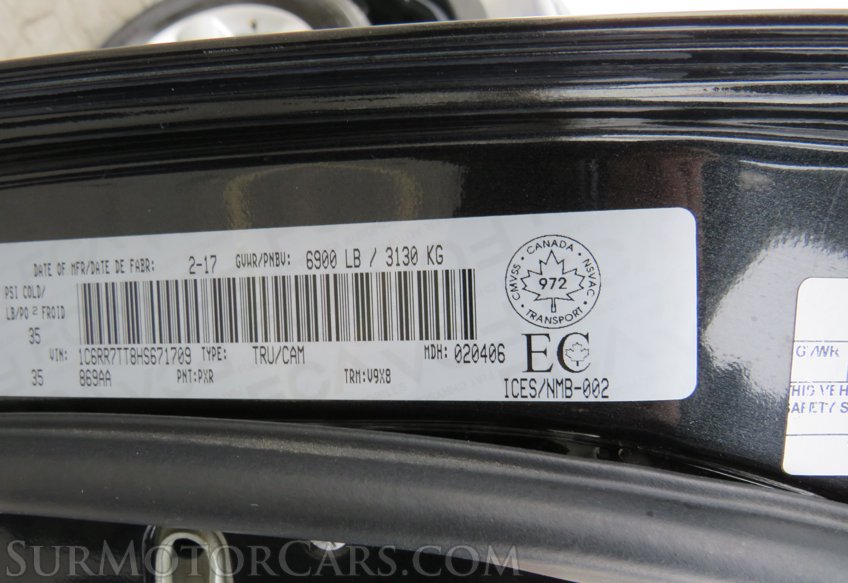 DATE OF MFR/DATE DE FABR: 2-17 GVWR/PNBV: 6900 LB / 3130 KG
PSI COLD/
LB/PO² FROID
35
VIN: 1C6RR7TT8HS671709 TYPE: TRU/CAM MDH: 020406
35 869AA PNT:PXR TRM:V9X8
CANADA
CMVSS NSVAC
972
TRANSPORT
EC
ICES/NMB-002
GVWR
THIS VEH
SAFETY S
SurMotorCars.com